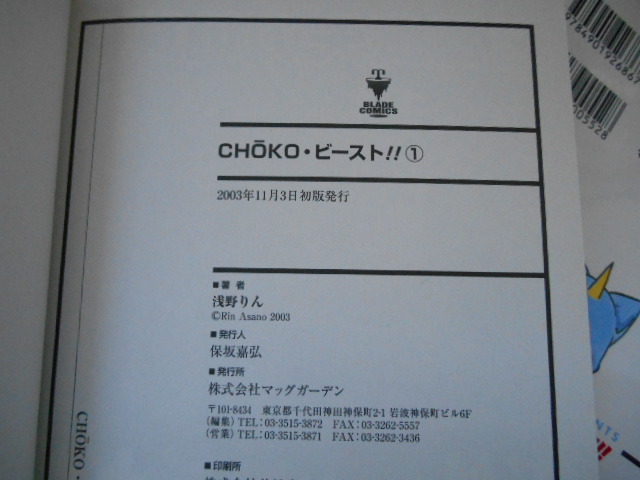 T
BLADE
COMICS
CHŌKO・ビースト!! ①
2003年11月3日初版発行
■著 者
浅野りん
©Rin Asano 2003
■発行人
保坂嘉弘
■発行所
株式会社マッグガーデン
〒101-8434 東京都千代田神田神保町2-1 岩波神保町ビル6F
(編集) TEL:03-3515-3872 FAX:03-3262-5557
(営業) TEL:03-3515-3871 FAX:03-3262-3436
■印刷所
CHŌKO・
NTS